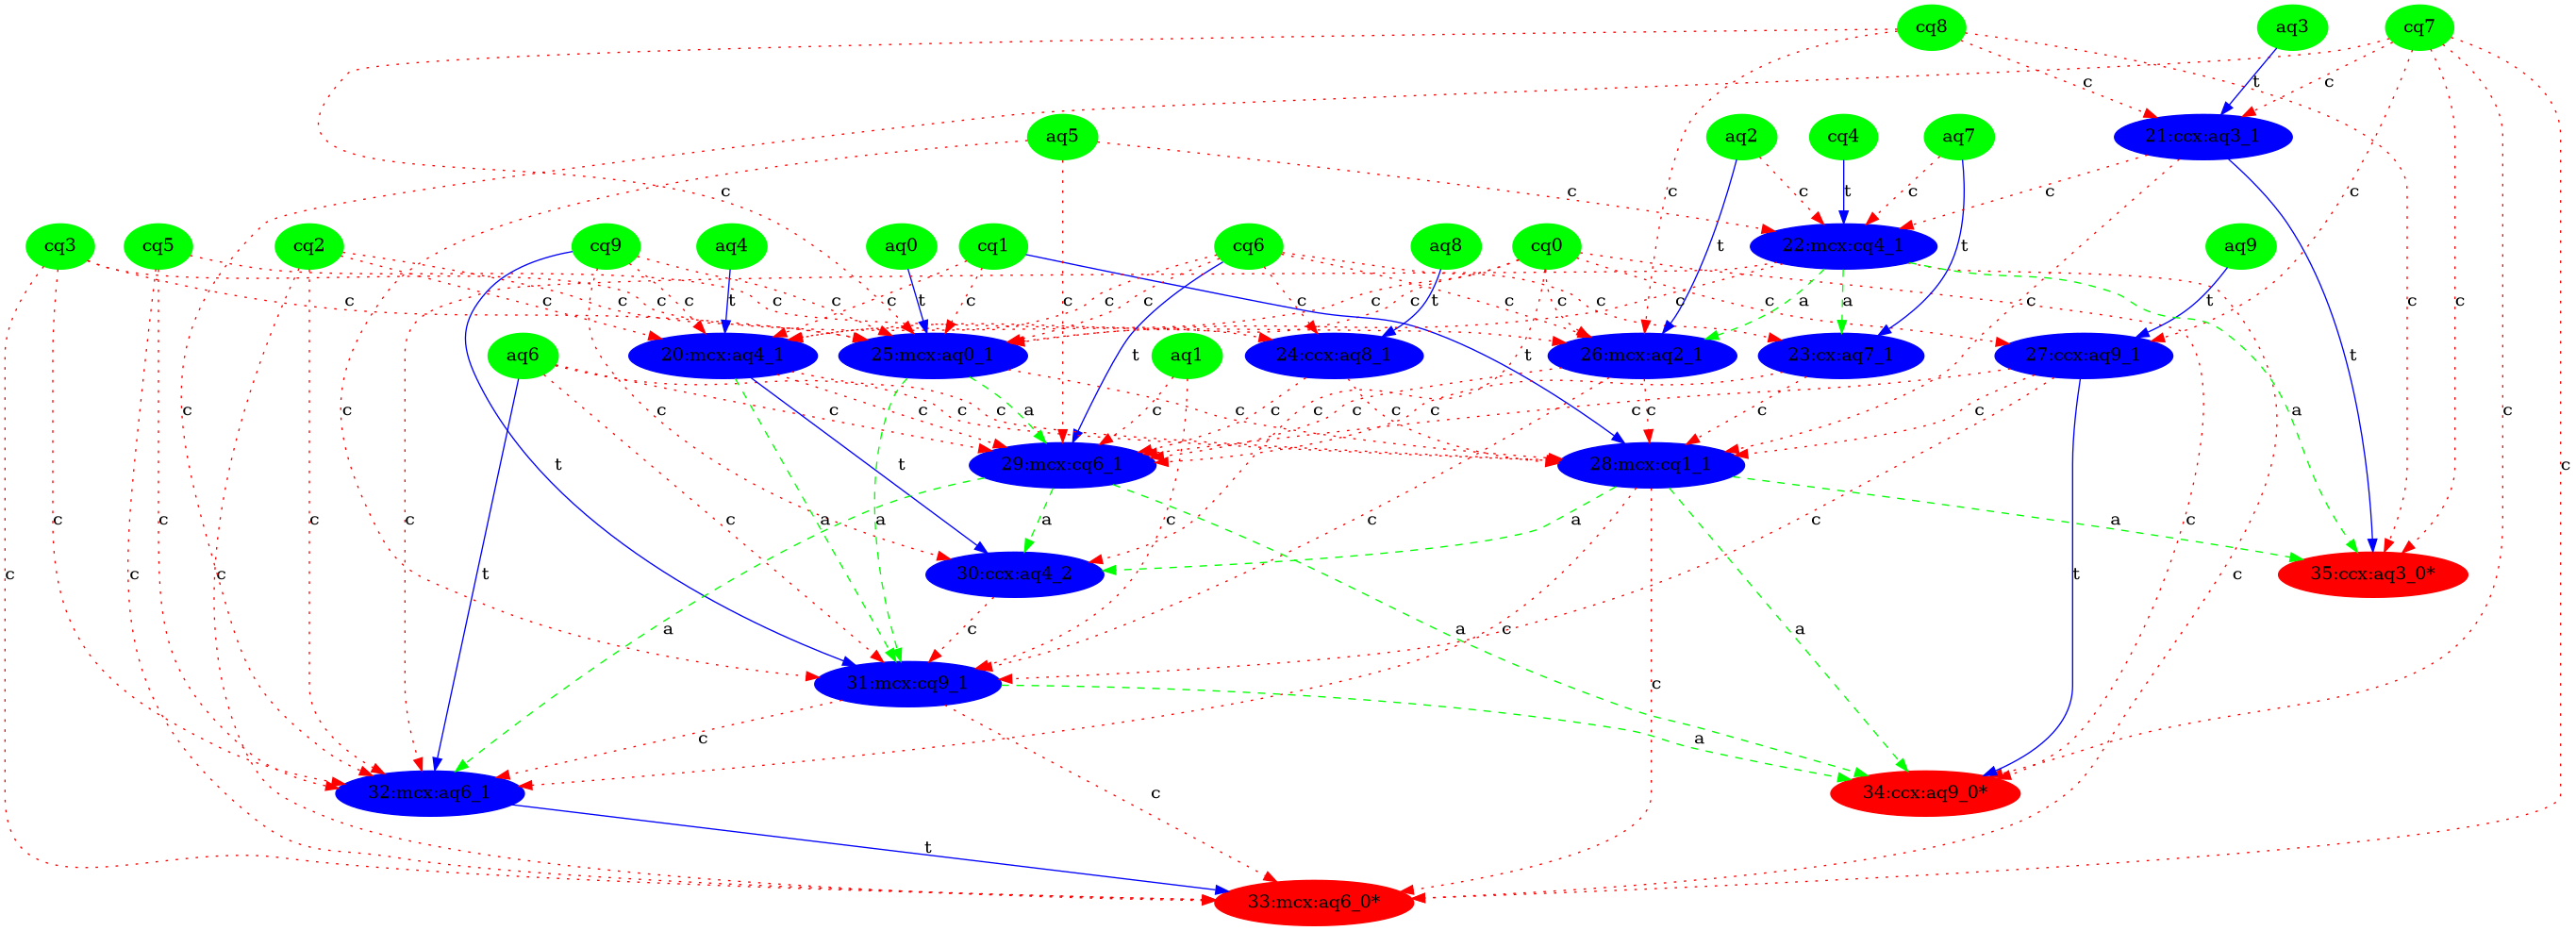 cq8 aq3 cq7
c t c
aq5 aq2 cq4 aq7 21:ccx:aq3_1
c c c t c c c c
cq3 cq5 cq2 cq9 aq4 aq0 cq1 cq6 aq8 cq0 22:mcx:cq4_1 aq9
t t a a t
c c c c c t c t c c c t c c c c c t c c
aq6 20:mcx:aq4_1 25:mcx:aq0_1 aq1 24:ccx:aq8_1 26:mcx:aq2_1 23:cx:aq7_1 27:ccx:aq9_1
t t t
c c c c c c a c c c c c c c c c c a c
29:mcx:cq6_1 28:mcx:cq1_1
t t
c c c c c a a c c a c a c
30:ccx:aq4_2 35:ccx:aq3_0*
c c t c t c
a c a c a
31:mcx:cq9_1
c c a
32:mcx:aq6_1 34:ccx:aq9_0*
c
t
33:mcx:aq6_0*